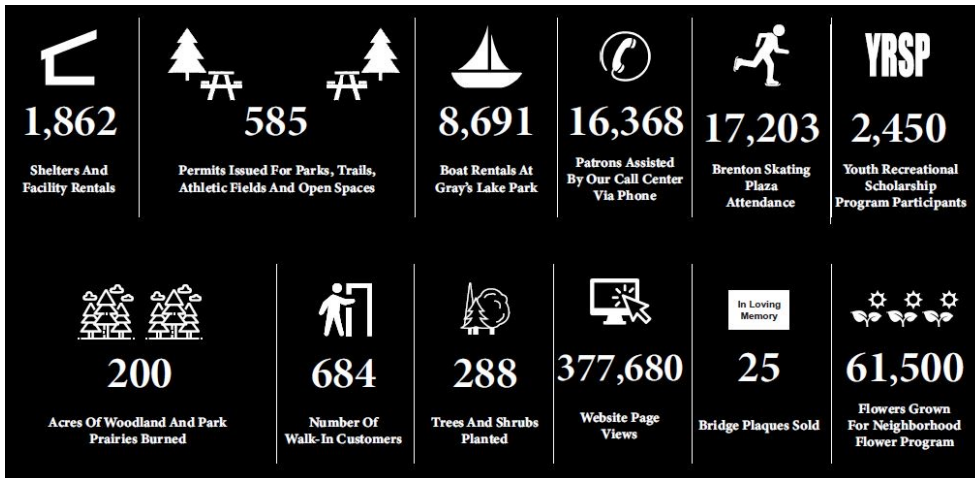 YRSP
1,862
585
8,691
16,368
17,203
2,450
Shelters And
Facility Rentals
Permits Issued For Parks, Trails,
Athletic Fields And Open Spaces
Boat Rentals At
Gray's Lake Park
Patrons Assisted
By Our Call Center
Via Phone
Brenton Skating
Plaza
Attendance
Youth Recreational
Scholarship
Program Participants
In Loving
Memory
200
684
288
377,680
25
61,500
Acres Of Woodland And Park
Prairies Burned
Number Of
Walk-In Customers
Trees And Shrubs
Planted
Website Page
Views
Bridge Plaques Sold
Flowers Grown
For Neighborhood
Flower Program